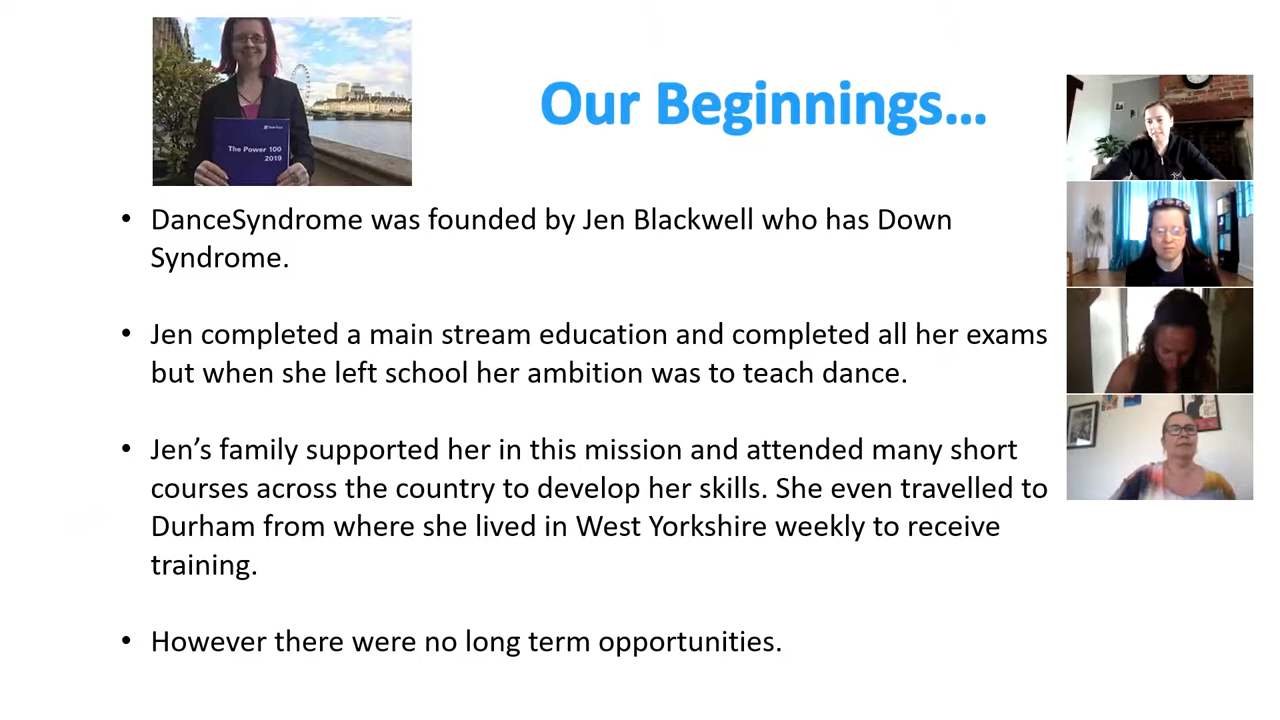 The Power 100
2019
Our Beginnings...
• DanceSyndrome was founded by Jen Blackwell who has Down
Syndrome.
• Jen completed a main stream education and completed all her exams
but when she left school her ambition was to teach dance.
• Jen’s family supported her in this mission and attended many short
courses across the country to develop her skills. She even travelled to
Durham from where she lived in West Yorkshire weekly to receive
training.
• However there were no long term opportunities.